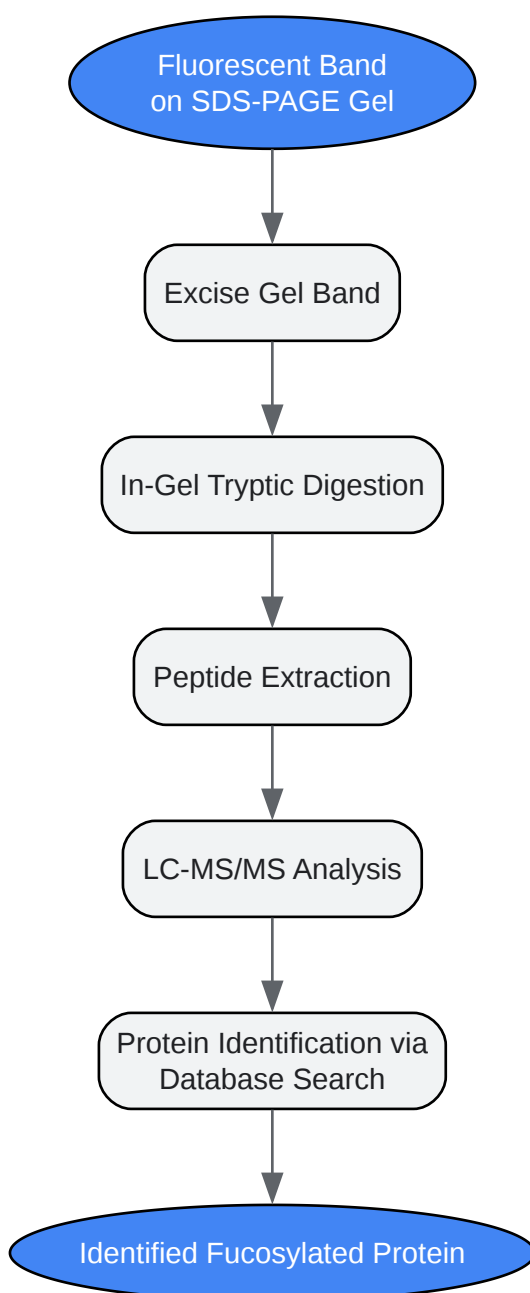 Fluorescent Band
on SDS-PAGE Gel
Excise Gel Band
In-Gel Tryptic Digestion
Peptide Extraction
LC-MS/MS Analysis
Protein Identification via
Database Search
Identified Fucosylated Protein